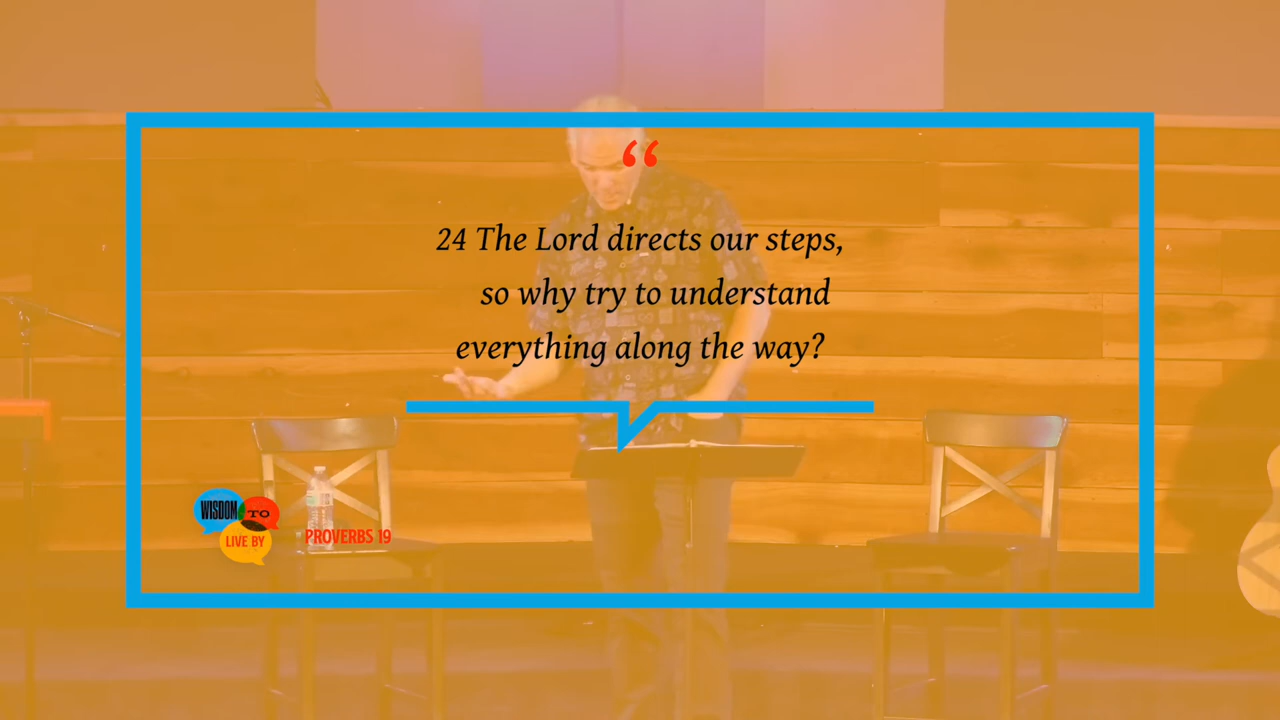 “
24 The Lord directs our steps,
so why try to understand
everything along the way?
WISDOM TO
LIVE BY
PROVERBS 19